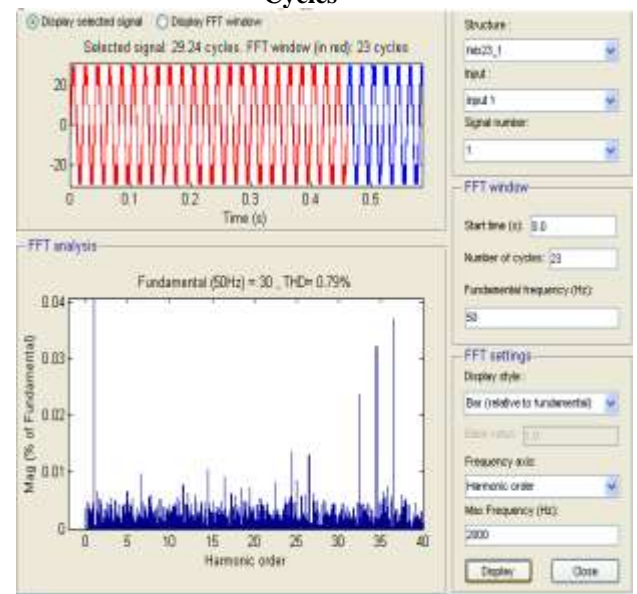 Cycles
Display selected signal Display FFT window
Selected signal: 29.24 cycles. FFT window (in red): 23 cycles
20
0
-20
0 0.1 0.2 0.3 0.4 0.5
Time (s)
FFT analysis
Fundamental (50Hz) = 30 , THD= 0.79%
0.04
0.03
0.02
0.01
0
Mag (% of Fundamental)
0 5 10 15 20 25 30 35 40
Harmonic order
Structure :
Input :
Input 1
Signal number:
1
FFT window
Start time (s): 0.0
Number of cycles: 23
Fundamental frequency (Hz):
50
FFT settings
Display style :
Bar (relative to fundamental)
Base value: 1.0
Frequency axis:
Harmonic order
Max Frequency (Hz):
2000
Display Close